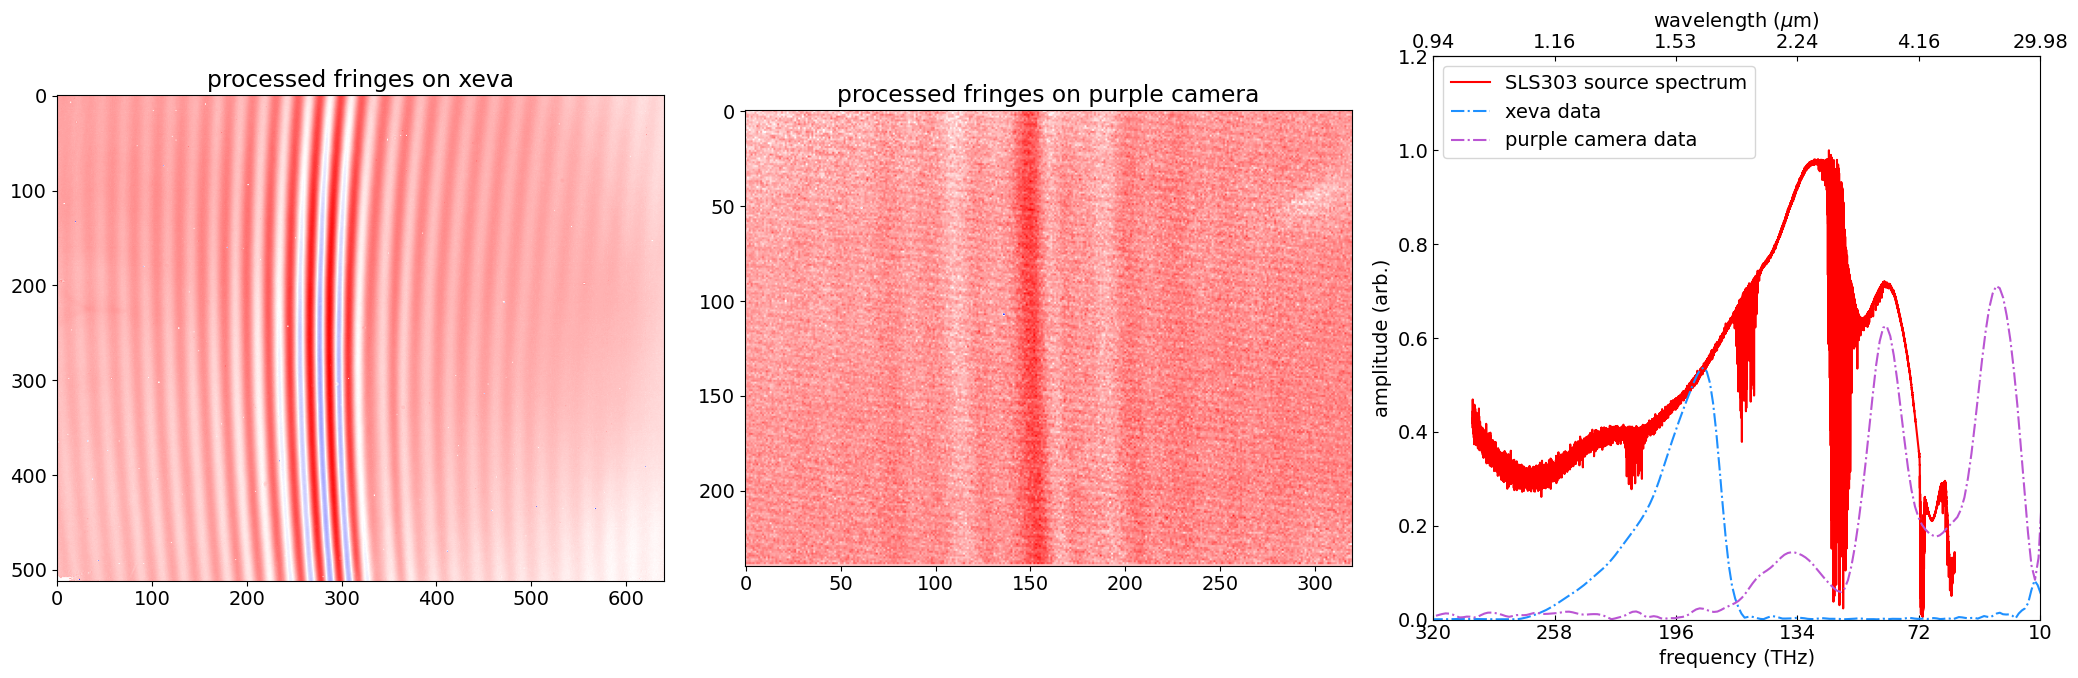 processed fringes on xeva
0
100
200
300
400
500
0 100 200 300 400 500 600
processed fringes on purple camera
0
50
100
150
200
0 50 100 150 200 250 300
wavelength (μm)
0.94 1.16 1.53 2.24 4.16 29.98
SLS303 source spectrum
xeva data
purple camera data
amplitude (arb.)
1.2
1.0
0.8
0.6
0.4
0.2
0.0
320 258 196 134 72 10
frequency (THz)